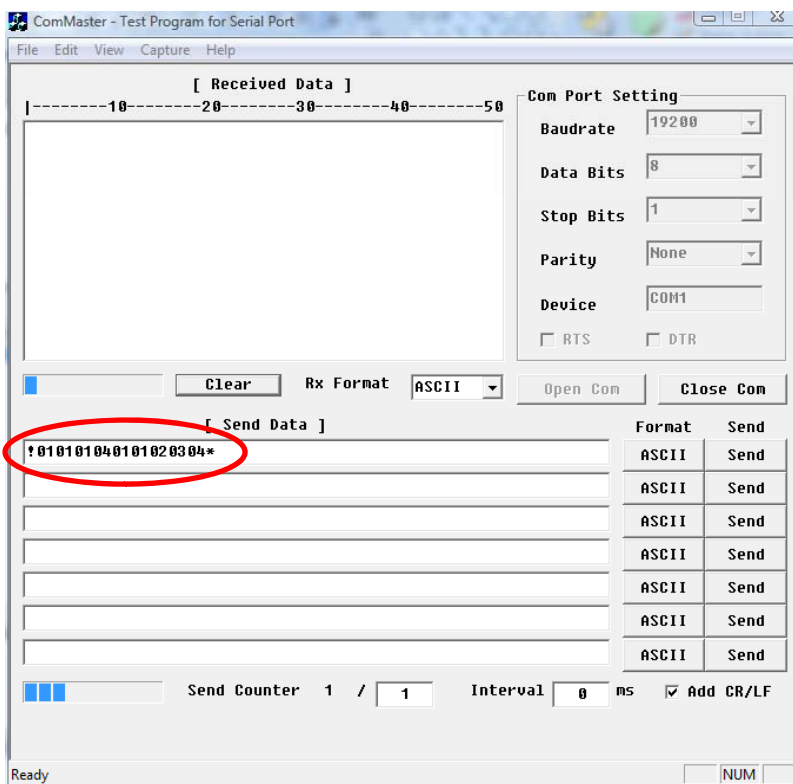 ComMaster - Test Program for Serial Port
File Edit View Capture Help
[ Received Data ]
|--------10--------20--------30--------40--------50
Com Port Setting
Baudrate 19200
Data Bits 8
Stop Bits 1
Parity None
Device COM1
RTS DTR
Clear Rx Format ASCII Open Com Close Com
[ Send Data ] Format Send
!010101040101020304* ASCII Send
ASCII Send
ASCII Send
ASCII Send
ASCII Send
ASCII Send
ASCII Send
Send Counter 1 / 1 Interval 0 ms Add CR/LF
Ready NUM